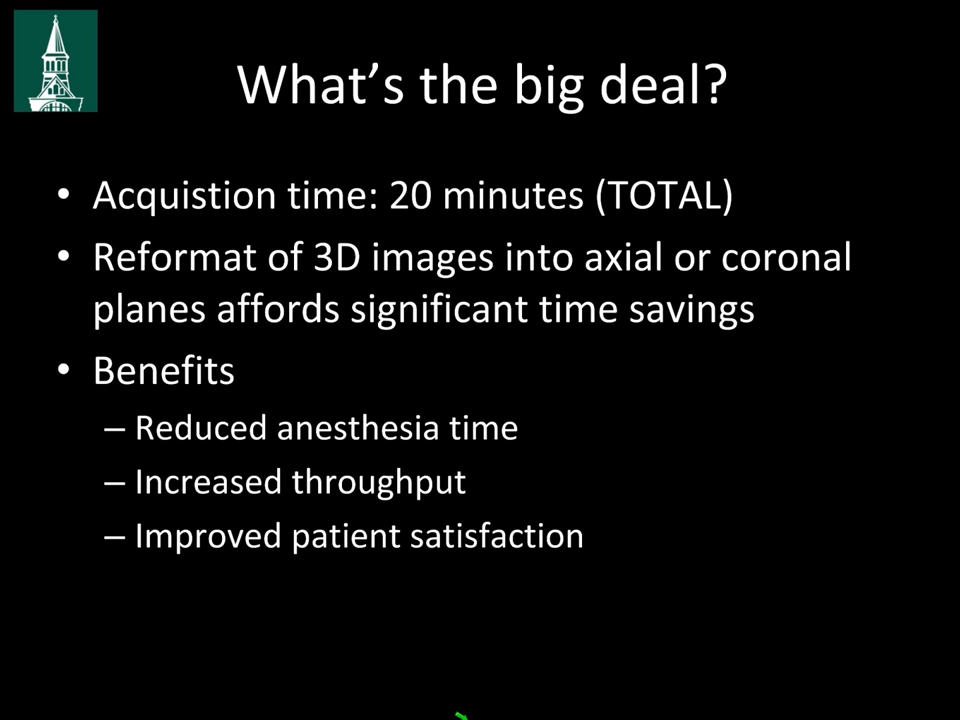 What’s the big deal?
• Acquistion time: 20 minutes (TOTAL)
• Reformat of 3D images into axial or coronal
planes affords significant time savings
• Benefits
– Reduced anesthesia time
– Increased throughput
– Improved patient satisfaction